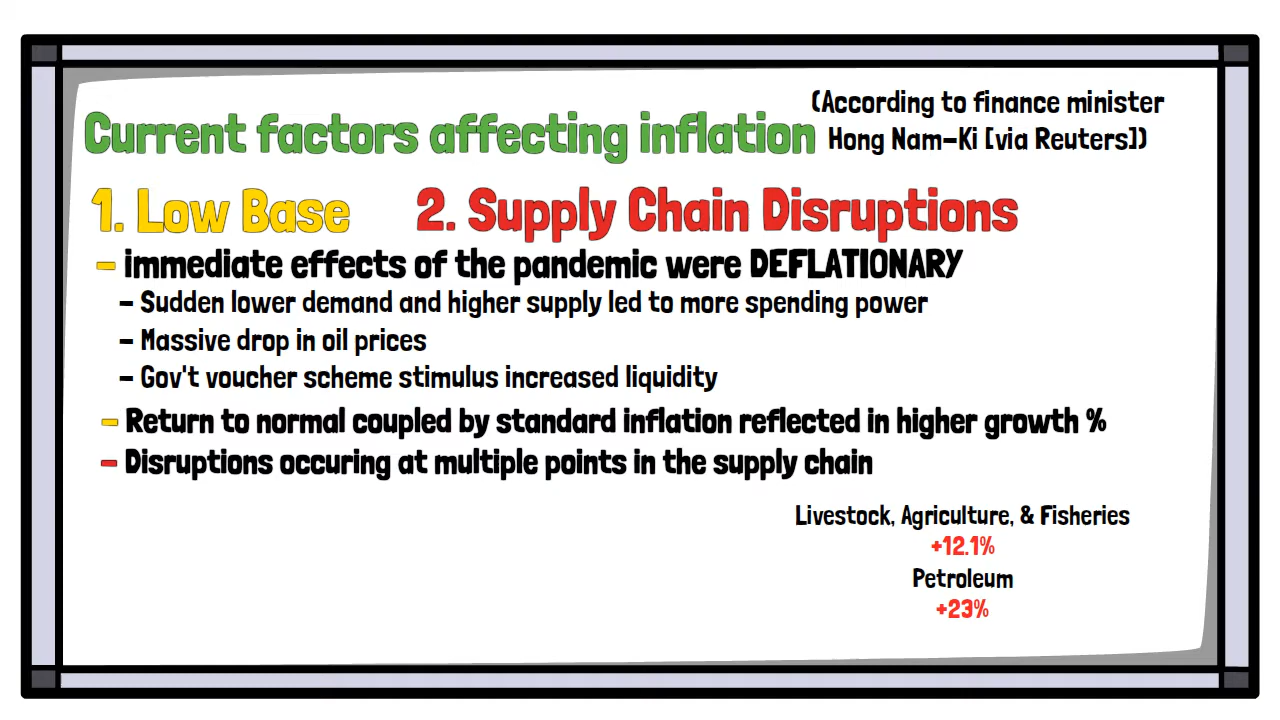 Current factors affecting inflation
(According to finance minister
Hong Nam-Ki [via Reuters])
1. Low Base
2. Supply Chain Disruptions
- immediate effects of the pandemic were DEFLATIONARY
- Sudden lower demand and higher supply led to more spending power
- Massive drop in oil prices
- Gov't voucher scheme stimulus increased liquidity
- Return to normal coupled by standard inflation reflected in higher growth %
- Disruptions occuring at multiple points in the supply chain
Livestock, Agriculture, & Fisheries
+12.1%
Petroleum
+23%